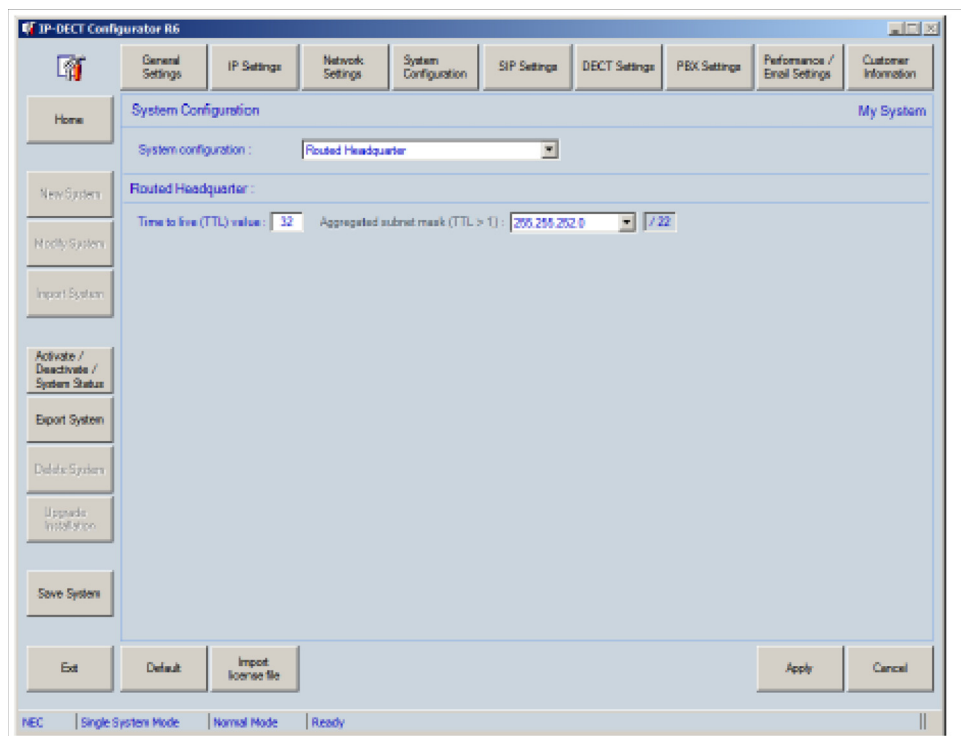 IP-DECT Configurator R6
General Settings
IP Settings
Network Settings
System Configuration
SIP Settings
DECT Settings
PBX Settings
Performance / Email Settings
Customer Information
Home
System Configuration
My System
System configuration :
Routed Headquarter
New System
Routed Headquarter :
Time to live (TTL) value : 32 Aggregated subnet mask (TTL > 1) : 255.255.252.0 / 22
Modify System
Import System
Activate / Deactivate / System Status
Export System
Delete System
Upgrade Installation
Save System
Exit
Default
Import license file
Apply
Cancel
NEC
Single System Mode
Normal Mode
Ready